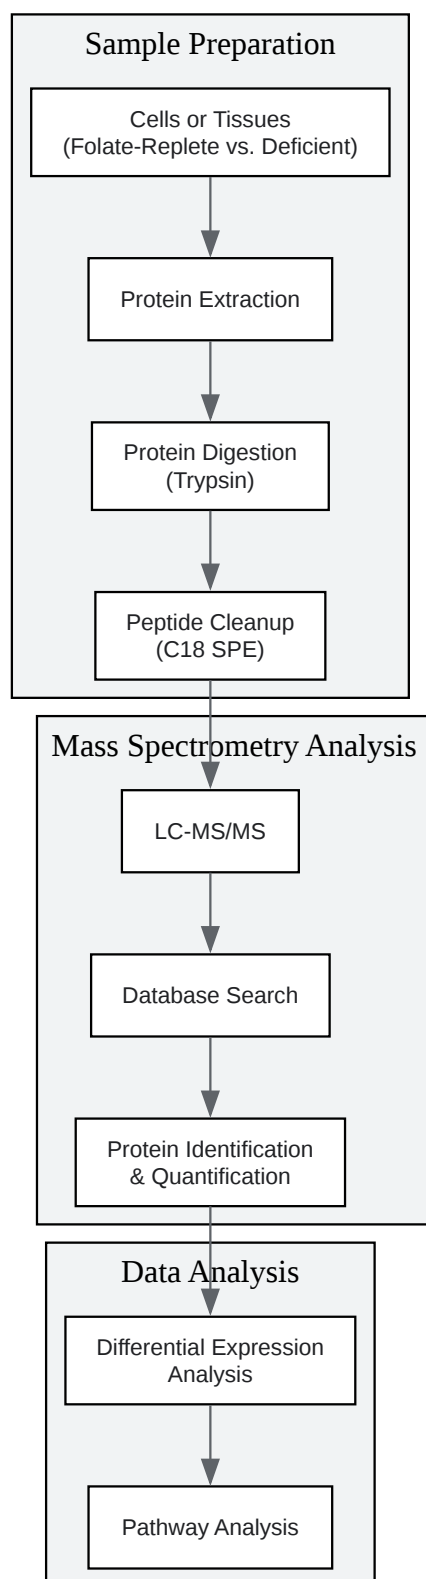 Sample Preparation
Cells or Tissues
(Folate-Replete vs. Deficient)
Protein Extraction
Protein Digestion
(Trypsin)
Peptide Cleanup
(C18 SPE)
Mass Spectrometry Analysis
LC-MS/MS
Database Search
Protein Identification
& Quantification
Data Analysis
Differential Expression
Analysis
Pathway Analysis